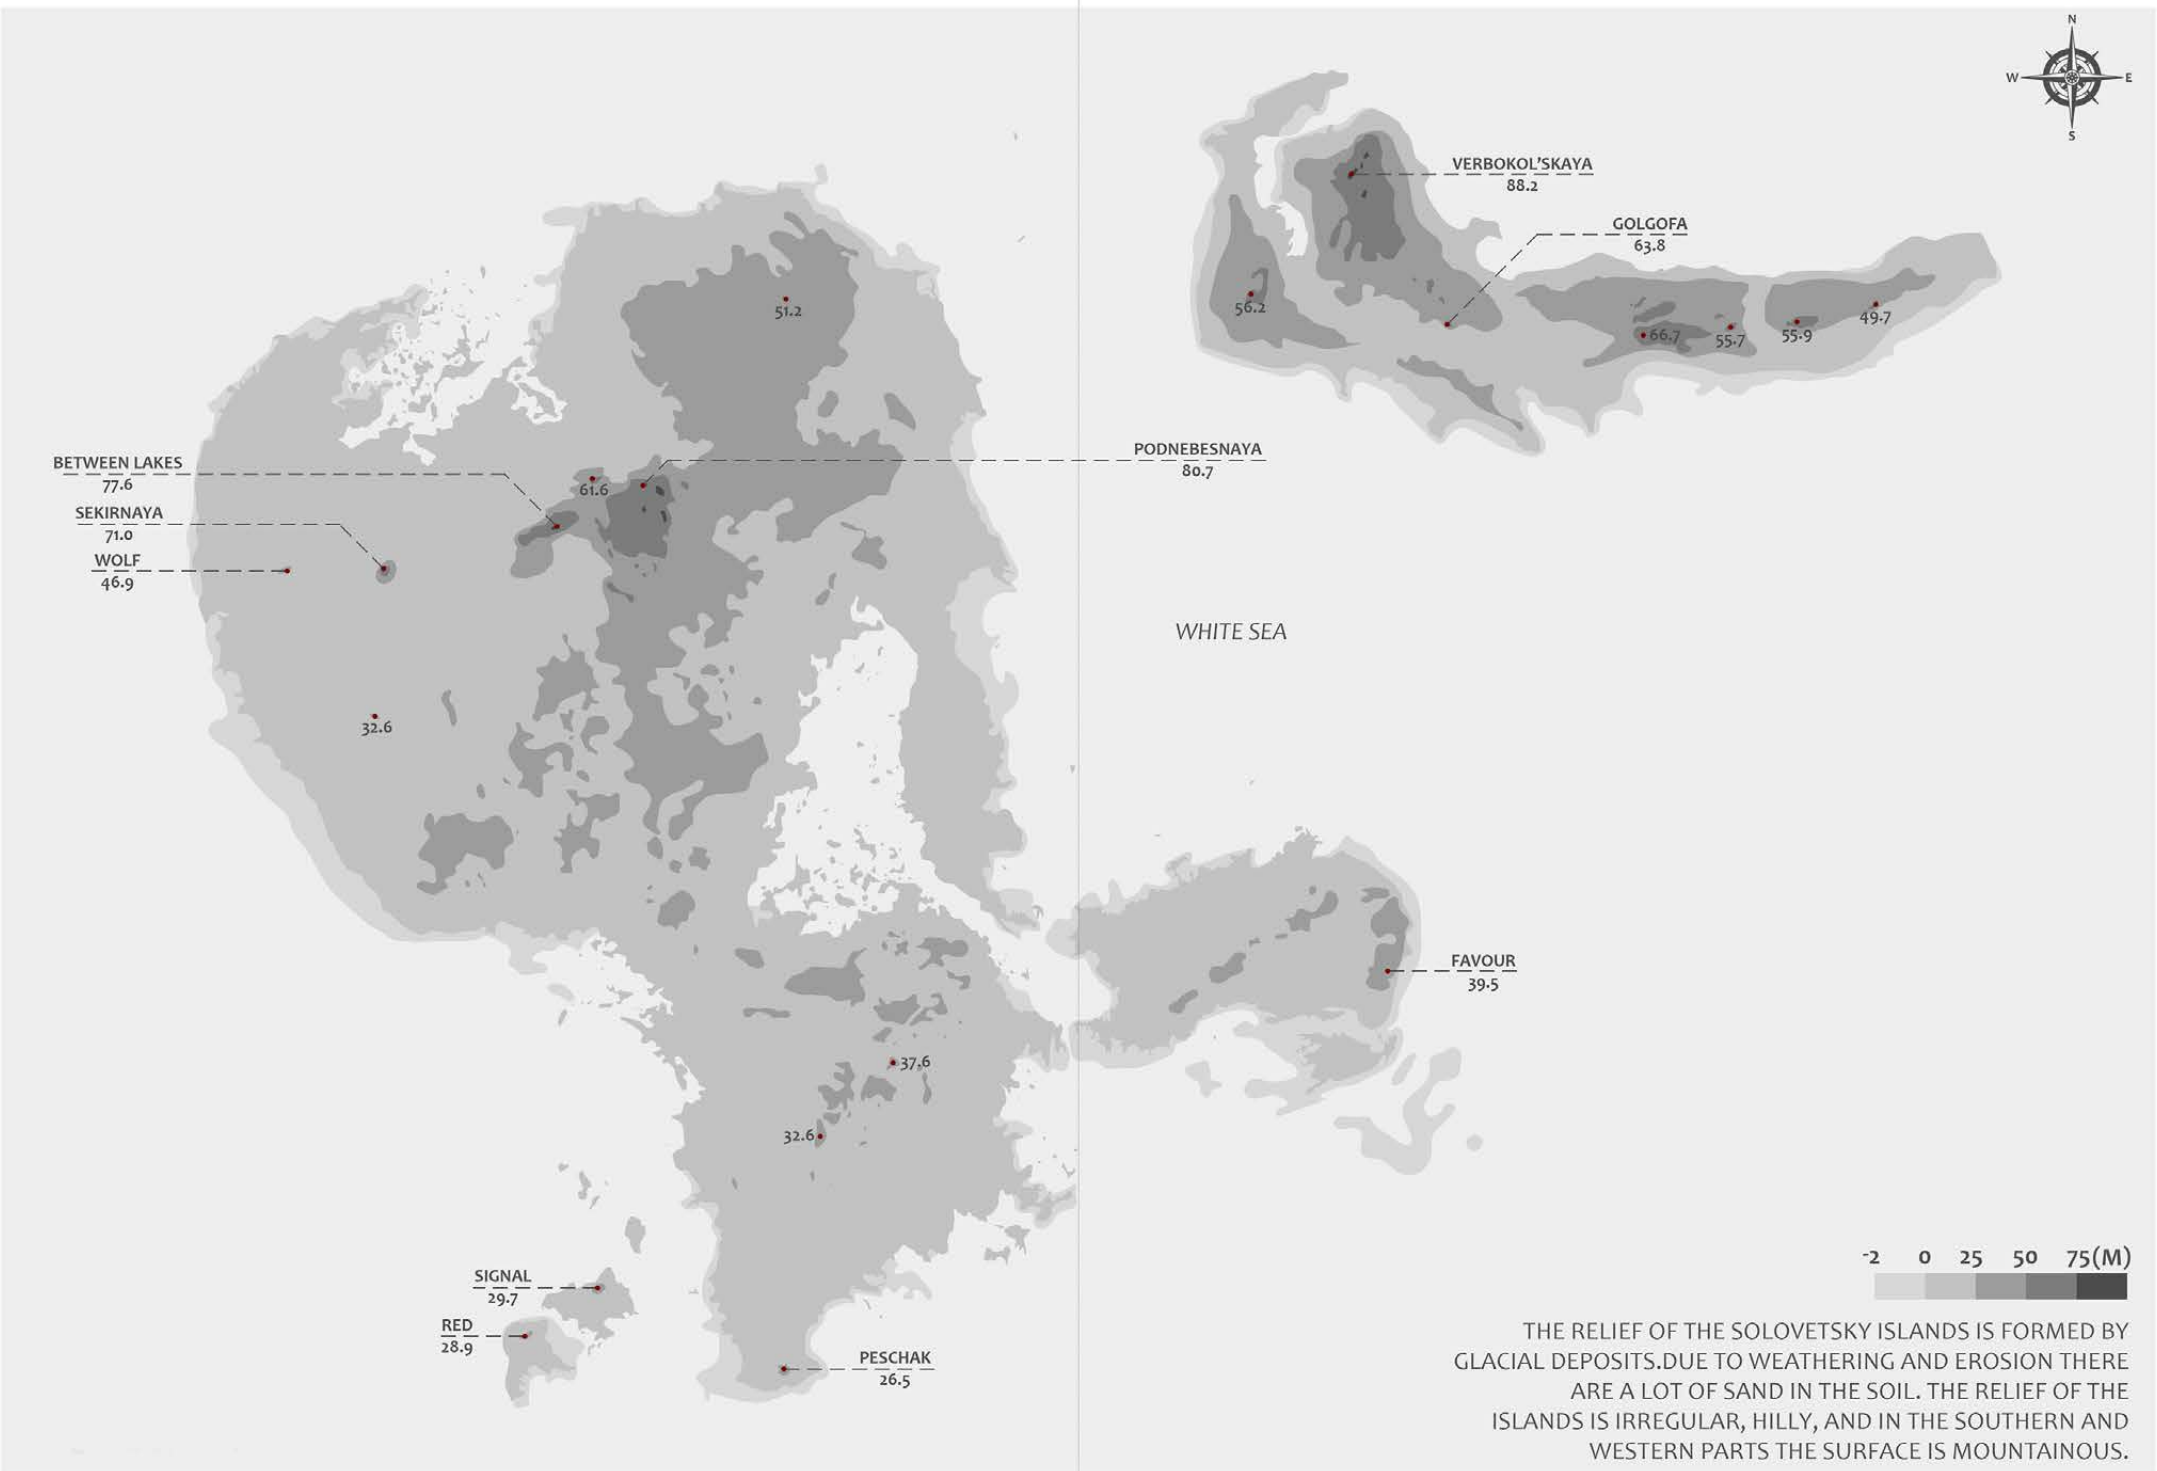 N
W
E
S
VERBOKOL'SKAYA
88.2
GOLGOFA
63.8
51.2
56.2
66.7
55.7
55.9
49.7
BETWEEN LAKES
77.6
61.6
PODNEBESNAYA
80.7
SEKIRNAYA
71.0
WOLF
46.9
WHITE SEA
32.6
FAVOUR
39.5
37.6
32.6
SIGNAL
29.7
RED
28.9
PESCHAK
26.5
-2 0 25 50 75(M)
THE RELIEF OF THE SOLOVETSKY ISLANDS IS FORMED BY
GLACIAL DEPOSITS.DUE TO WEATHERING AND EROSION THERE
ARE A LOT OF SAND IN THE SOIL. THE RELIEF OF THE
ISLANDS IS IRREGULAR, HILLY, AND IN THE SOUTHERN AND
WESTERN PARTS THE SURFACE IS MOUNTAINOUS.